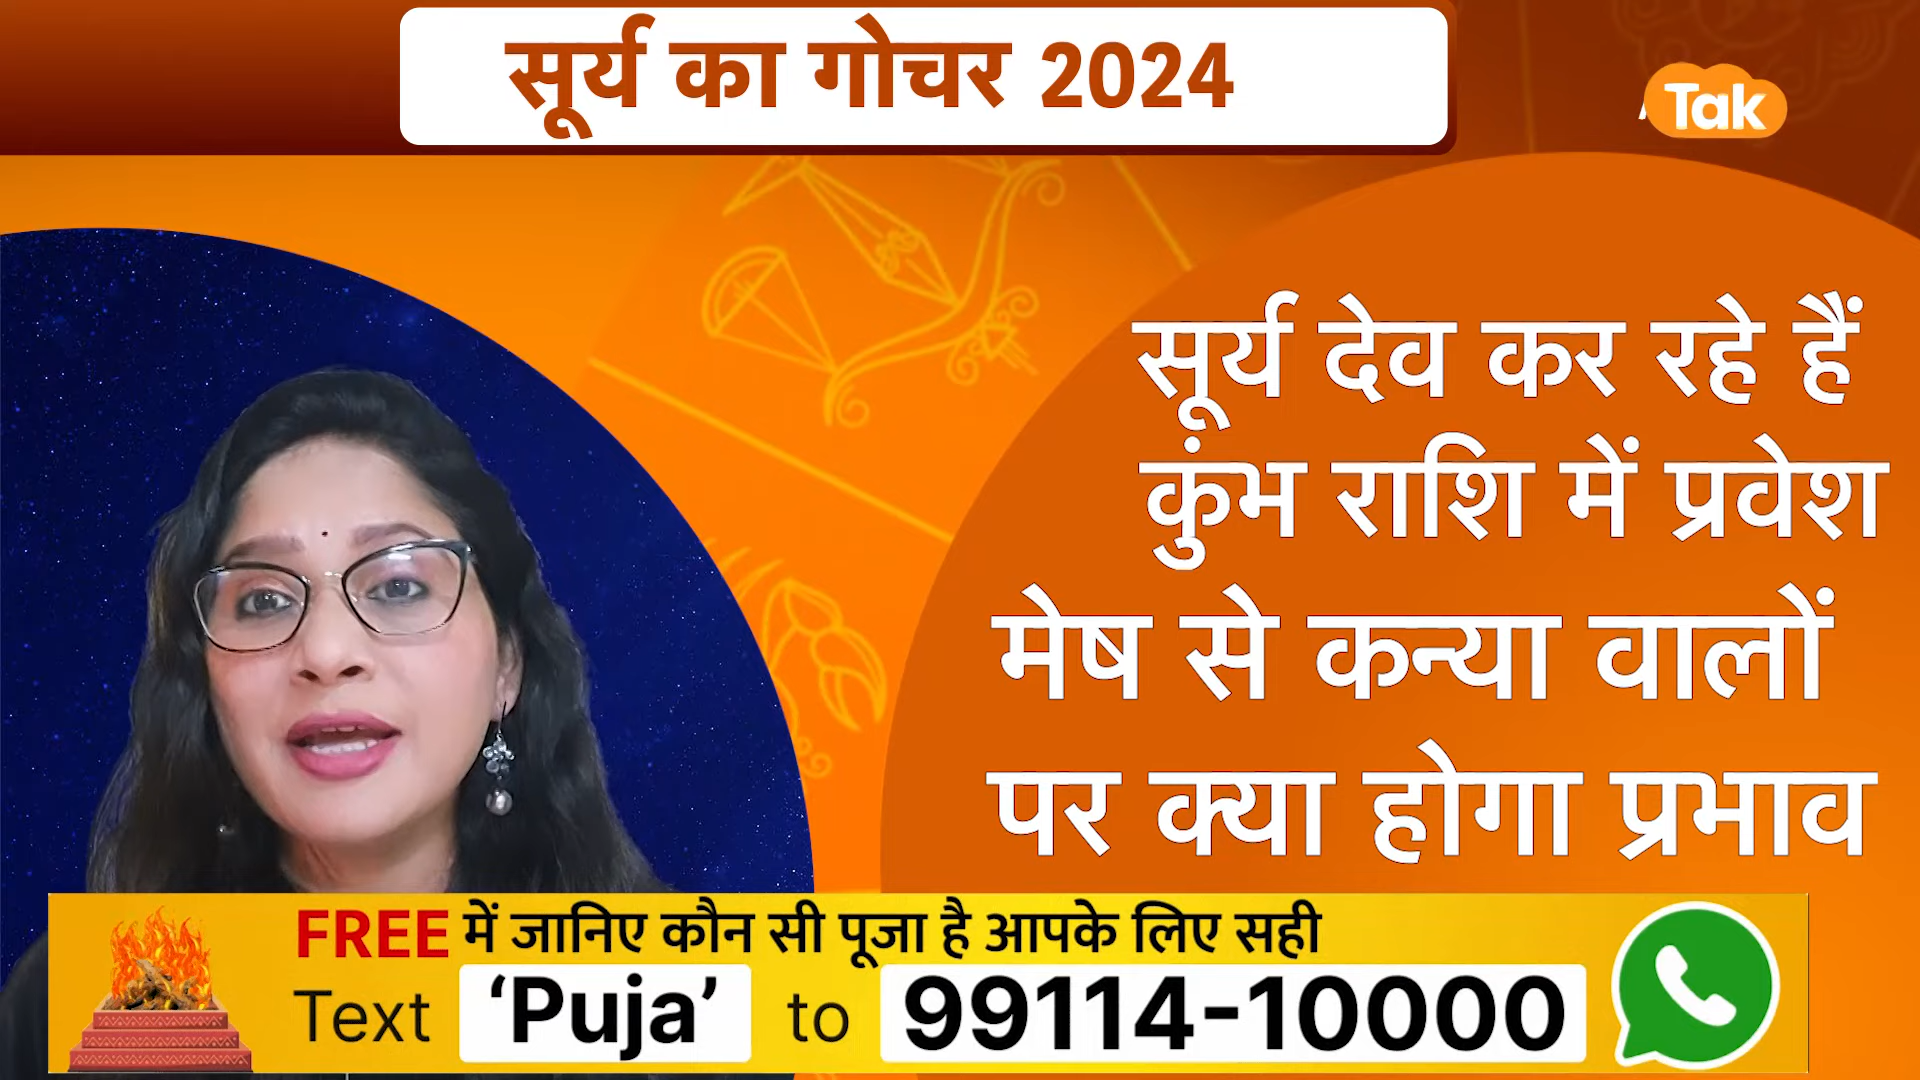 सूर्य का गोचर 2024
Tak
सूर्य देव कर रहे हैं
कुंभ राशि में प्रवेश
मेष से कन्या वालों
पर क्या होगा प्रभाव
FREE में जानिए कौन सी पूजा है आपके लिए सही
Text ‘Puja’ to 99114-10000